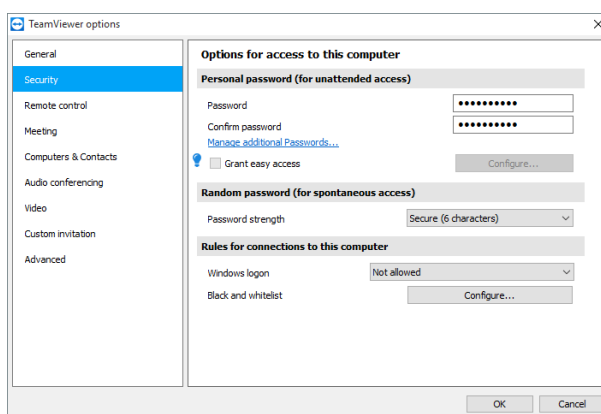 TeamViewer options
General
Security
Remote control
Meeting
Computers & Contacts
Audio conferencing
Video
Custom invitation
Advanced
Options for access to this computer
Personal password (for unattended access)
Password ••••••••••
Confirm password ••••••••••
Manage additional Passwords...
Grant easy access Configure...
Random password (for spontaneous access)
Password strength Secure (6 characters)
Rules for connections to this computer
Windows logon Not allowed
Black and whitelist Configure...
OK Cancel